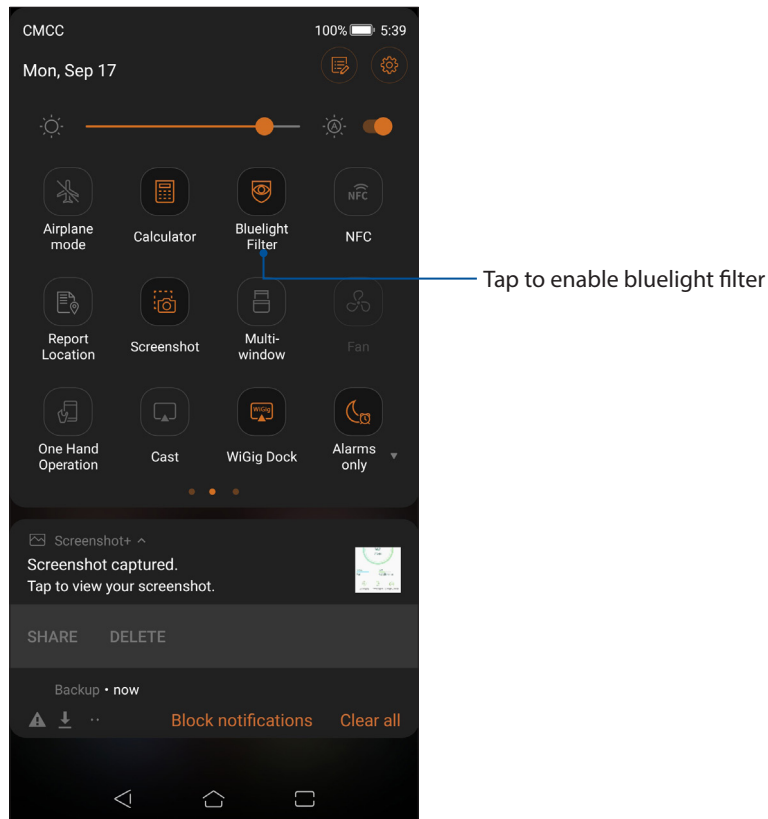 CMCC
100% 5:39
Mon, Sep 17
A
NFC
Airplane
mode
Calculator
Bluelight
Filter
NFC
Tap to enable bluelight filter
Report
Location
Screenshot
Multi-
window
Fan
WiGig
One Hand
Operation
Cast
WiGig Dock
Alarms
only
Screenshot+
Screenshot captured.
Tap to view your screenshot.
SHARE DELETE
Backup • now
Block notifications Clear all